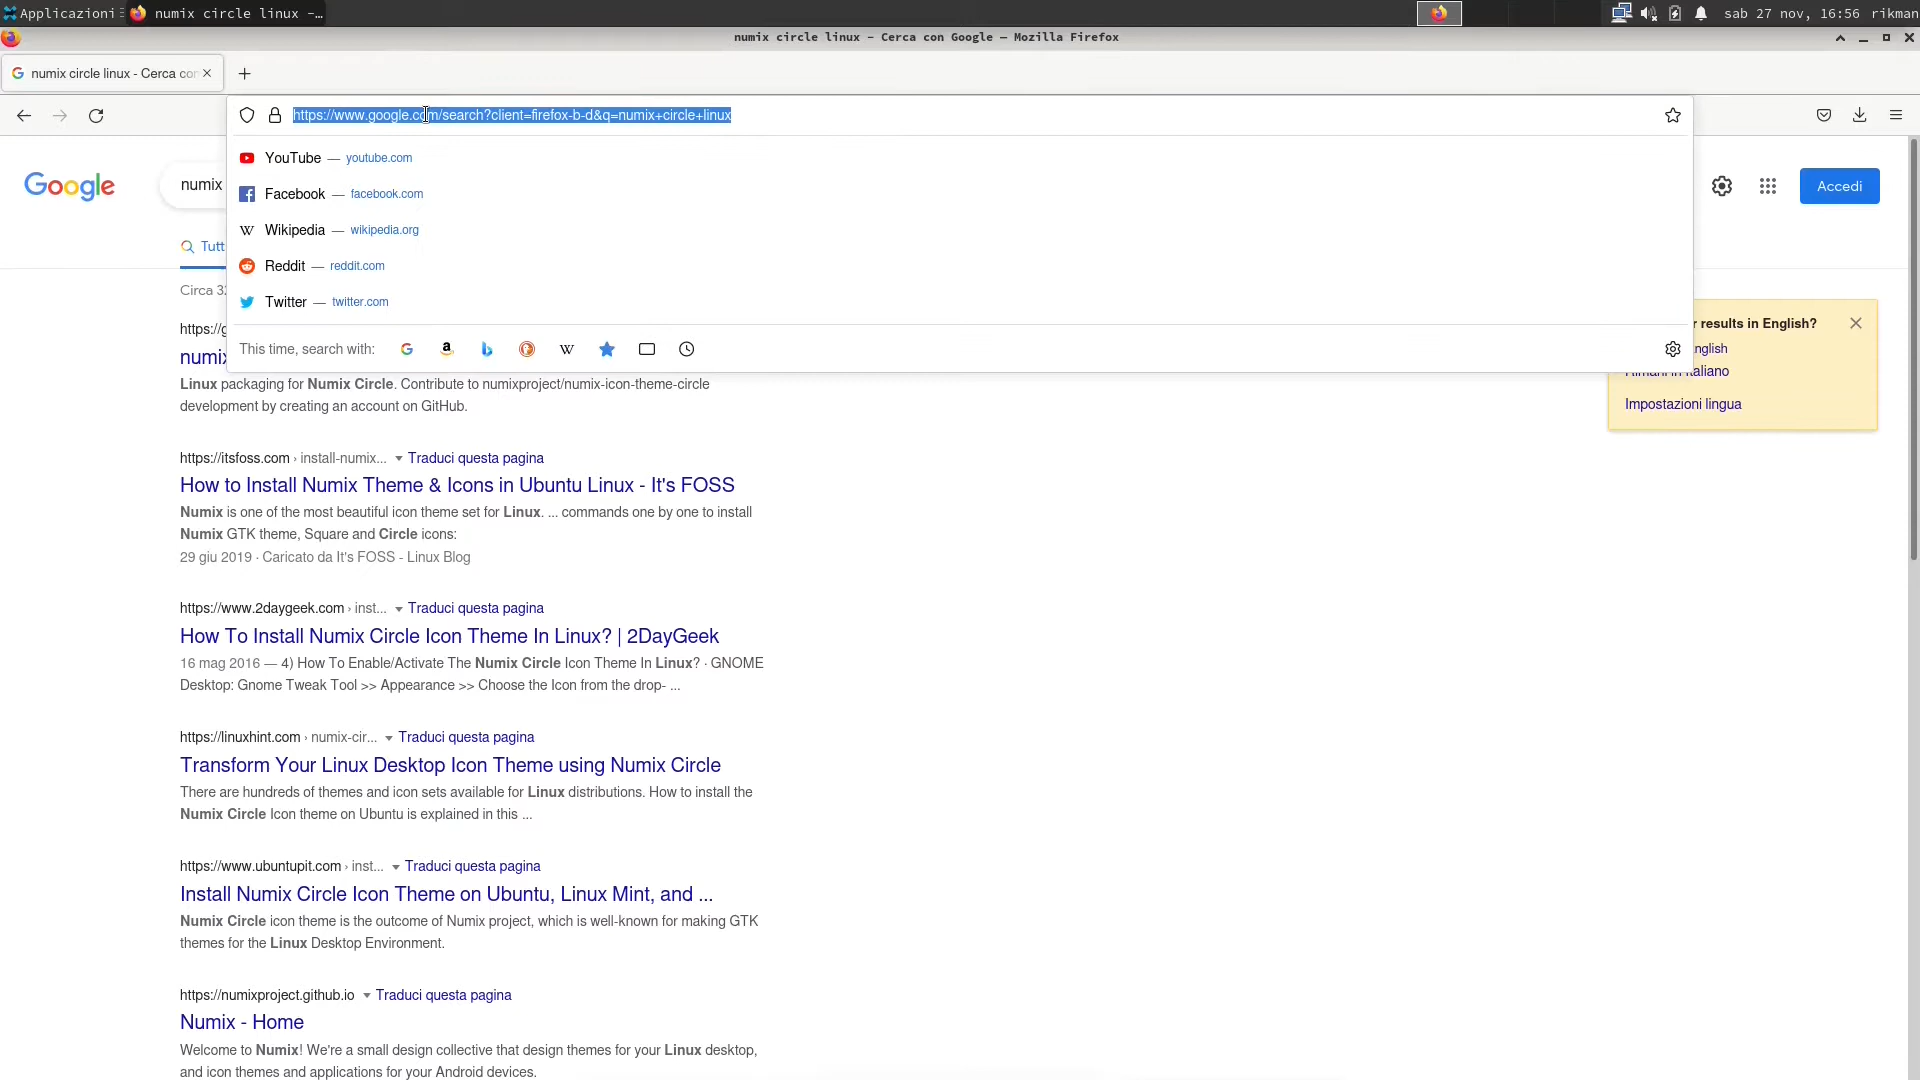 Applicazioni
numix circle linux -...
sab 27 nov, 16:56
rikman
numix circle linux - Cerca con Google — Mozilla Firefox
numix circle linux - Cerca con
https://www.google.com/search?client=firefox-b-d&q=numix+circle+linux
YouTube — youtube.com
Facebook — facebook.com
Wikipedia — wikipedia.org
Reddit — reddit.com
Twitter — twitter.com
This time, search with:
Google
numix
Accedi
Tutt
Circa 32
r results in English?
nglish
Rimani in Italiano
Impostazioni lingua
https://g
numix
Linux packaging for Numix Circle. Contribute to numixproject/numix-icon-theme-circle
development by creating an account on GitHub.
https://itsfoss.com › install-numix... Traduci questa pagina
How to Install Numix Theme & Icons in Ubuntu Linux - It's FOSS
Numix is one of the most beautiful icon theme set for Linux. ... commands one by one to install
Numix GTK theme, Square and Circle icons:
29 giu 2019 · Caricato da It's FOSS - Linux Blog
https://www.2daygeek.com › inst... Traduci questa pagina
How To Install Numix Circle Icon Theme In Linux? | 2DayGeek
16 mag 2016 — 4) How To Enable/Activate The Numix Circle Icon Theme In Linux? · GNOME
Desktop: Gnome Tweak Tool >> Appearance >> Choose the Icon from the drop- ...
https://linuxhint.com › numix-cir... Traduci questa pagina
Transform Your Linux Desktop Icon Theme using Numix Circle
There are hundreds of themes and icon sets available for Linux distributions. How to install the
Numix Circle Icon theme on Ubuntu is explained in this ...
https://www.ubuntupit.com › inst... Traduci questa pagina
Install Numix Circle Icon Theme on Ubuntu, Linux Mint, and ...
Numix Circle icon theme is the outcome of Numix project, which is well-known for making GTK
themes for the Linux Desktop Environment.
https://numixproject.github.io Traduci questa pagina
Numix - Home
Welcome to Numix! We're a small design collective that design themes for your Linux desktop,
and icon themes and applications for your Android devices.